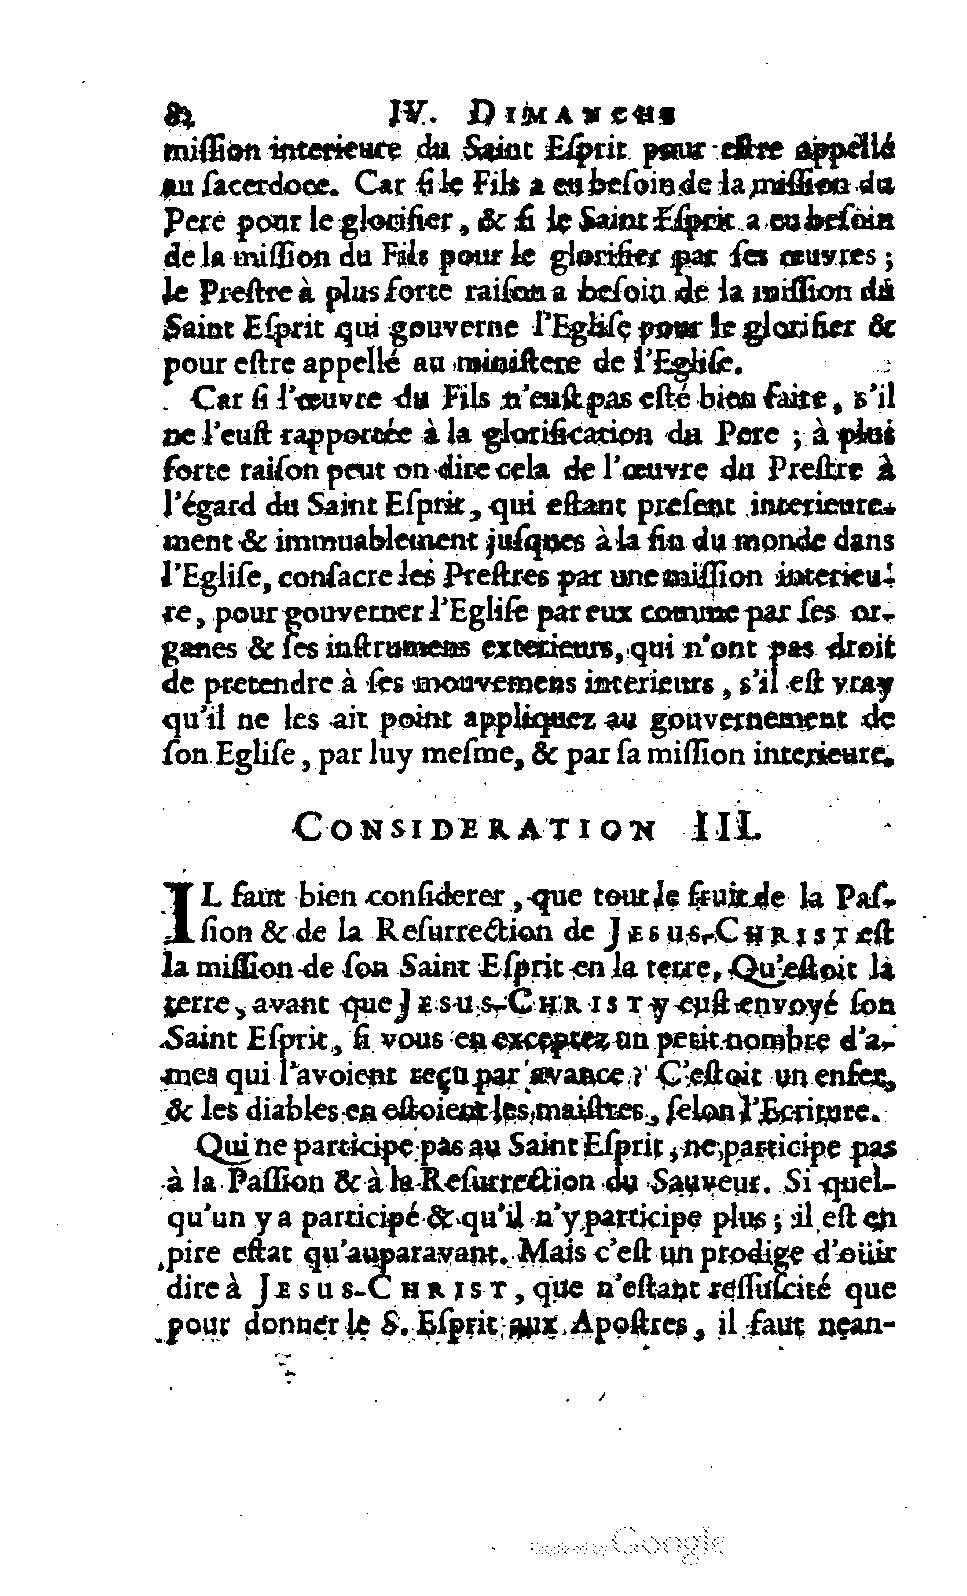 82 IV. DIMANCHE
miſſion interieure du Saint Eſprit pour eſtre appellé
au ſacerdoce. Car ſi le Fils a eu beſoin de la miſſion du
Pere pour le glorifier, & ſi le Saint Eſprit a eu beſoin
de la miſſion du Fils pour le glorifier par ſes œuvres ;
le Preſtre à plus forte raiſon a beſoin de la miſſion du
Saint Eſprit qui gouverne l'Egliſe pour le glorifier &
pour eſtre appellé au miniſtere de l'Egliſe.
Car ſi l'œuvre du Fils n'euſt pas eſté bien faite, s'il
ne l'euſt rapportée à la glorification du Pere ; à plus
forte raiſon peut on dire cela de l'œuvre du Preſtre à
l'égard du Saint Eſprit, qui eſtant preſent interieure-
ment & immuablement juſques à la fin du monde dans
l'Egliſe, conſacre les Preſtres par une miſſion interieu-
re, pour gouverner l'Egliſe par eux comme par ſes or-
ganes & ſes inſtrumens exterieurs, qui n'ont pas droit
de pretendre à ſes mouvemens interieurs, s'il eſt vray
qu'il ne les ait point appliquez au gouvernement de
ſon Egliſe, par luy meſme, & par ſa miſſion interieure.
CONSIDERATION III.
IL faut bien conſiderer, que tout le fruit de la Paſ-
ſion & de la Reſurrection de JESUS-CHRIST eſt
la miſſion de ſon Saint Eſprit en la terre, Qu'eſtoit la
terre, avant que JESUS-CHRIST y euſt envoyé ſon
Saint Eſprit, ſi vous en exceptez un petit nombre d'a-
mes qui l'avoient reçu par avance ? C'eſtoit un enfer,
& les diables en eſtoient les maiſtres, ſelon l'Ecriture.
Qui ne participe pas au Saint Eſprit, ne participe pas
à la Paſſion & à la Reſurrection du Sauveur. Si quel-
qu'un y a participé & qu'il n'y participe plus ; il eſt en
pire eſtat qu'auparavant. Mais c'eſt un prodige d'oüir
dire à JESUS-CHRIST, que n'eſtant reſſuſcité que
pour donner le S. Eſprit aux Apoſtres, il faut nean-
Google